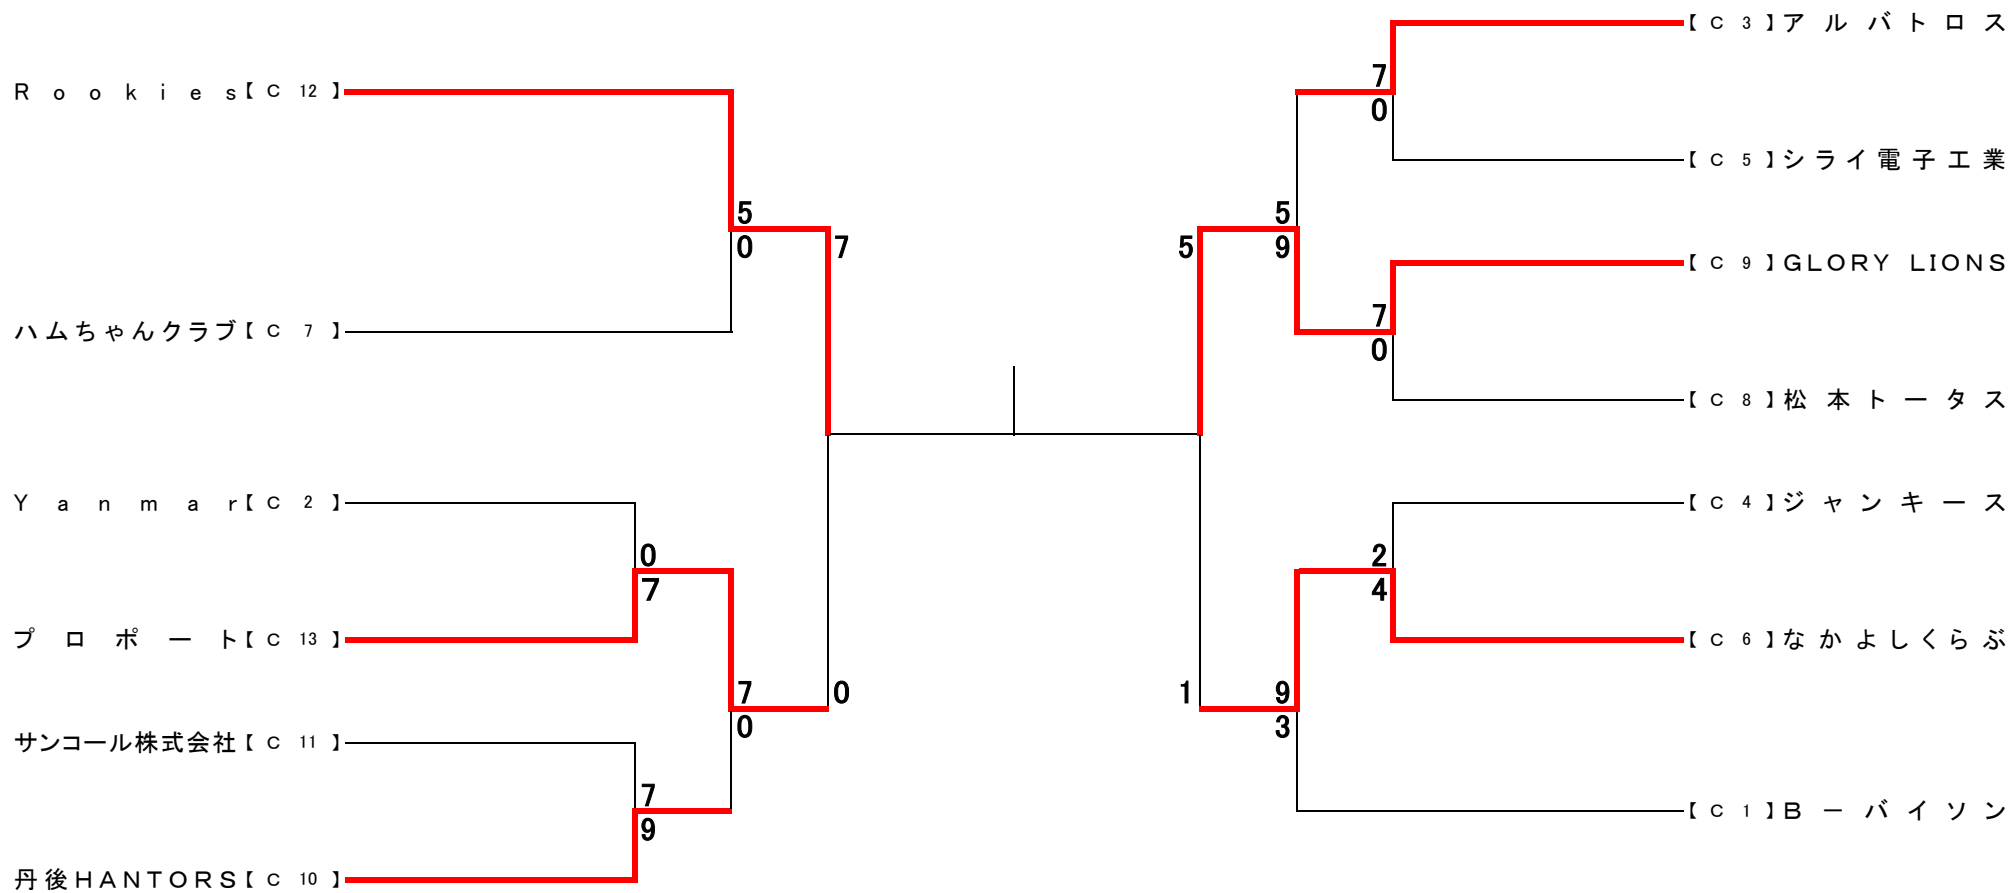 【 C 3 】アルバトロス
7
Rookies【 C 12 】
0
【 C 5 】シライ電子工業
5
5
0
7
5
9
【 C 9 】GLORY LIONS
7
ハムちゃんクラブ【 C 7 】
0
【 C 8 】松本トータス
Yanmar【 C 2 】
【 C 4 】ジャンキース
0
2
7
4
プロポート【 C 13 】
【 C 6 】なかよしくらぶ
7
0
1
9
0
3
サンコール株式会社【 C 11 】
7
【 C 1 】B－バイソン
9
丹後HANTORS【 C 10 】